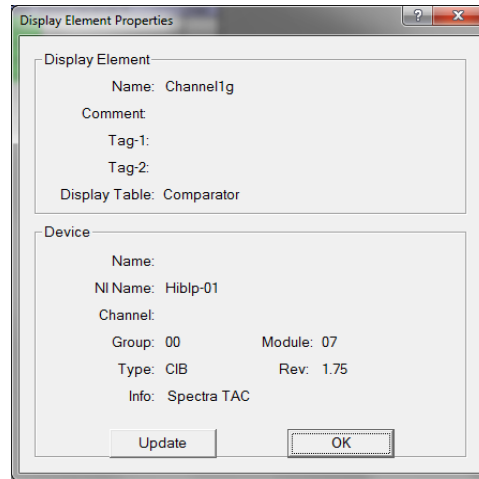 Display Element Properties
Display Element
Name: Channel1g
Comment:
Tag-1:
Tag-2:
Display Table: Comparator
Device
Name:
NI Name: Hiblp-01
Channel:
Group: 00 Module: 07
Type: CIB Rev: 1.75
Info: Spectra TAC
Update OK